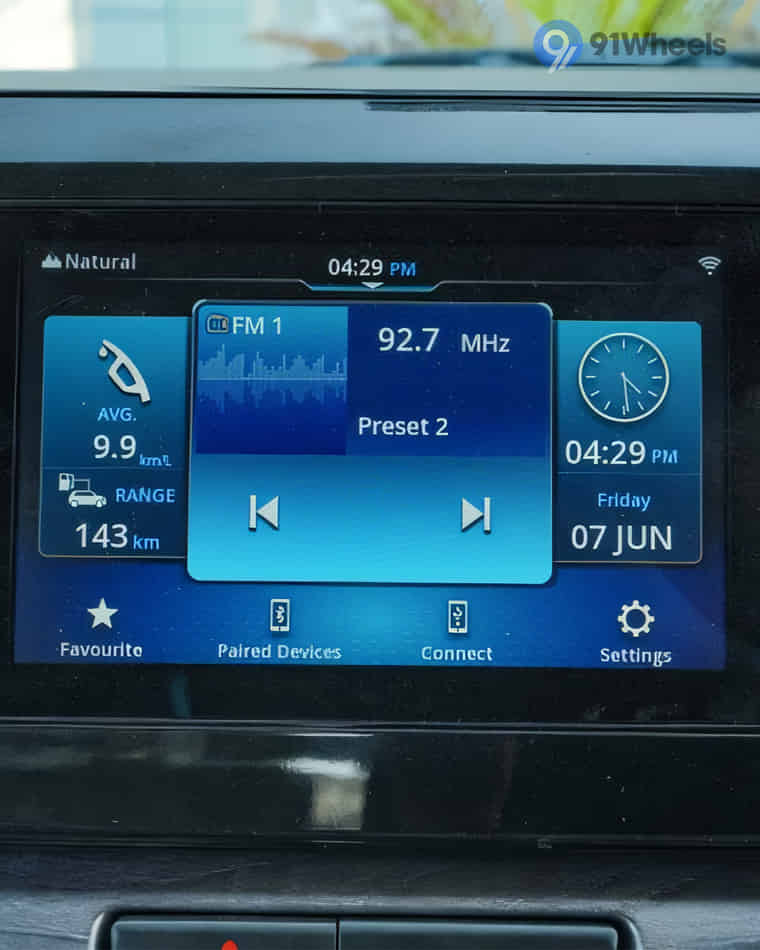 91Wheels
Natural
04:29 PM
FM 1
92.7 MHz
Preset 2
AVG.
9.9 km/L
RANGE
143 km
04:29 PM
Friday
07 JUN
Favourite
Paired Devices
Connect
Settings